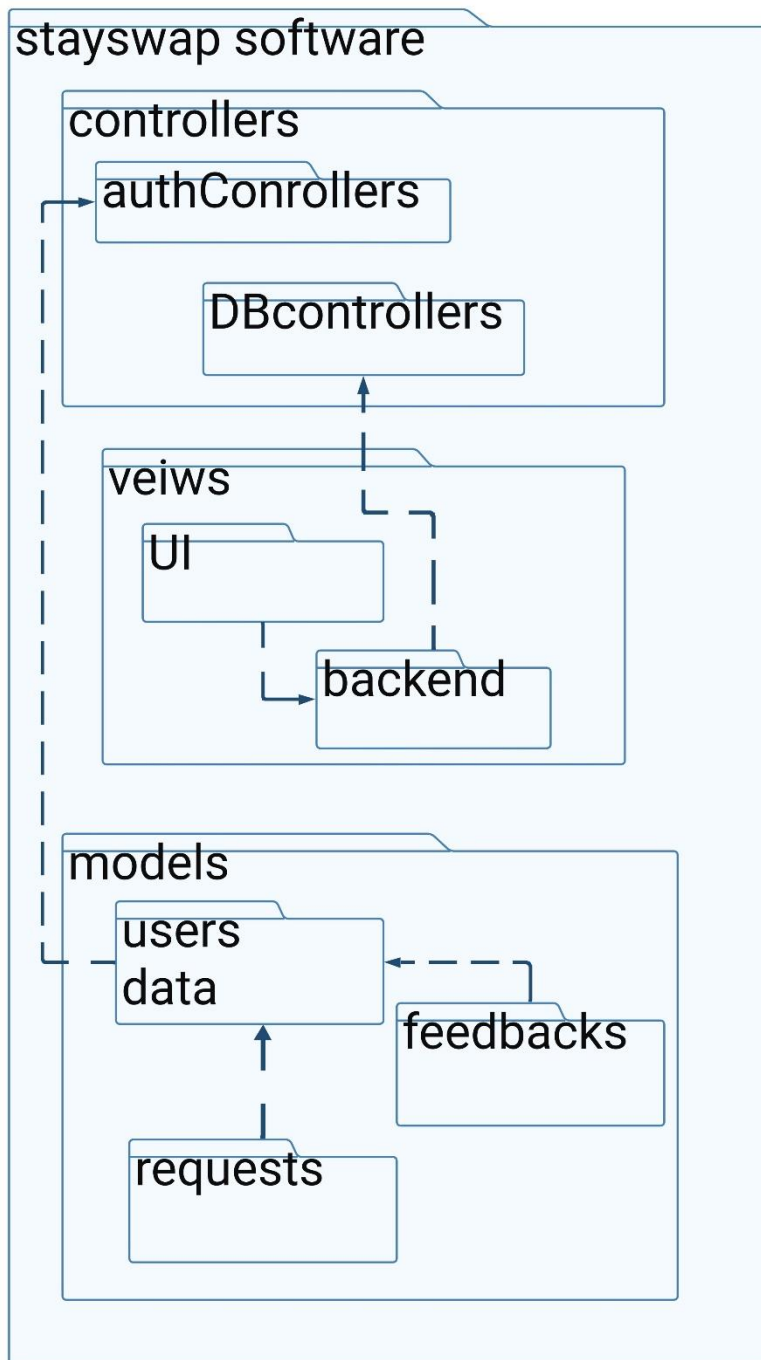 stayswap software
controllers
authConrollers
DBcontrollers
veiws
UI
backend
models
users
data
feedbacks
requests